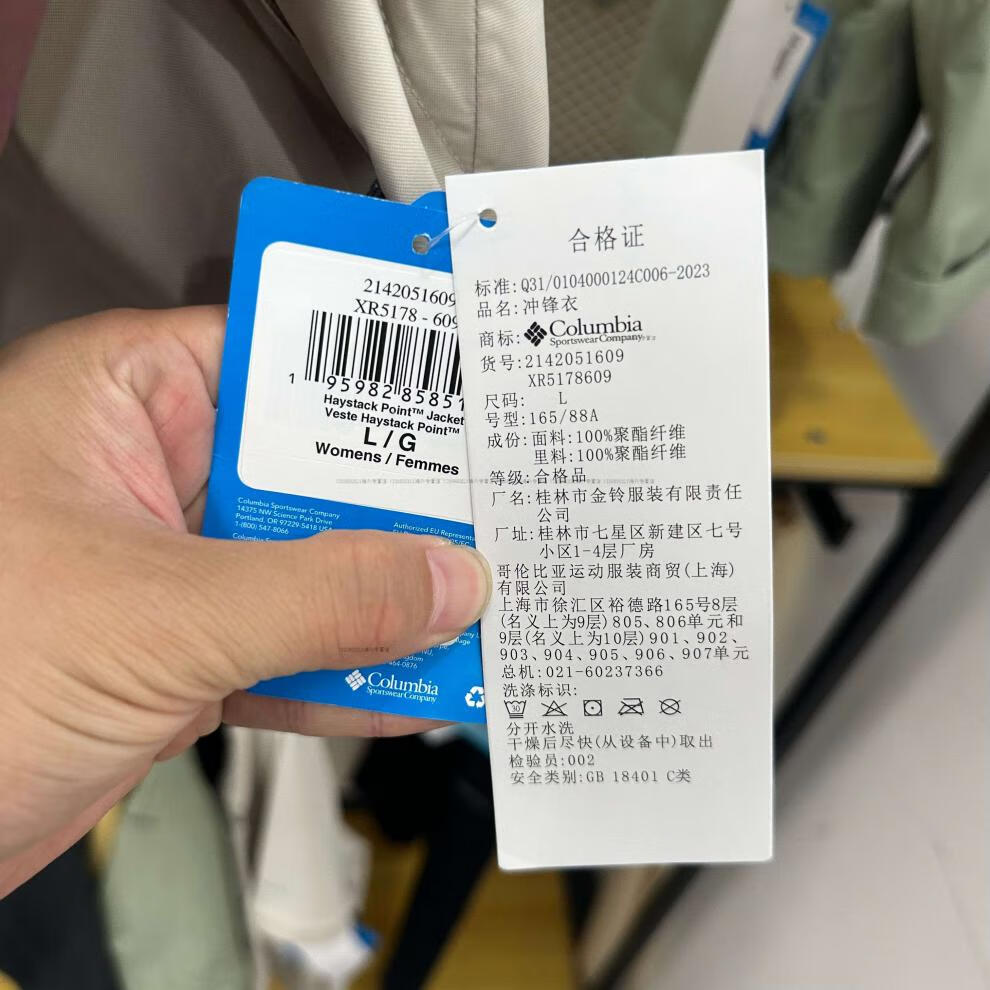 2142051609
XR5178 - 609
1 95982 85851
Haystack Point™ Jacket
Veste Haystack Point™
L / G
Womens / Femmes
Columbia Sportswear Company
14375 NW Science Park Drive
Portland, OR 97229-5418 USA
1-(800) 547-8066
Authorized EU Representa
Columbia
Sportswear Company
合格证
标准:Q31/0104000124C006-2023
品名:冲锋衣
商标: Columbia
Sportswear Company
货号:2142051609
XR5178609
尺码: L
号型:165/88A
成份:面料:100%聚酯纤维
里料:100%聚酯纤维
等级:合格品
厂名:桂林市金铃服装有限责任
公司
厂址:桂林市七星区新建区七号
小区1-4层厂房
哥伦比亚运动服装商贸(上海)
有限公司
上海市徐汇区裕德路165号8层
(名义上为9层)805、806单元和
9层(名义上为10层)901、902、
903、904、905、906、907单元
总机:021-60237366
洗涤标识:
30
分开水洗
干燥后尽快(从设备中)取出
检验员:002
安全类别:GB 18401 C类